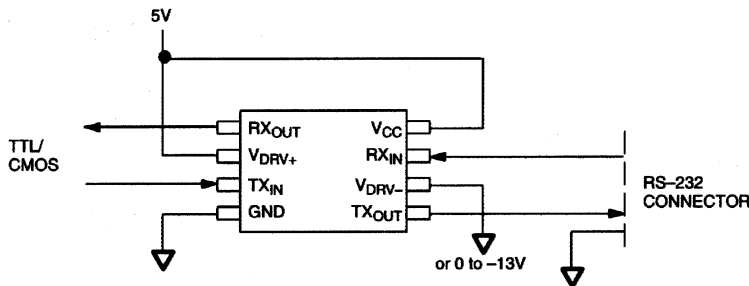 5V
TTL/
CMOS
RXOUT
VDRV+
TXIN
GND
VCC
RXIN
VDRV–
TXOUT
RS–232
CONNECTOR
or 0 to –13V